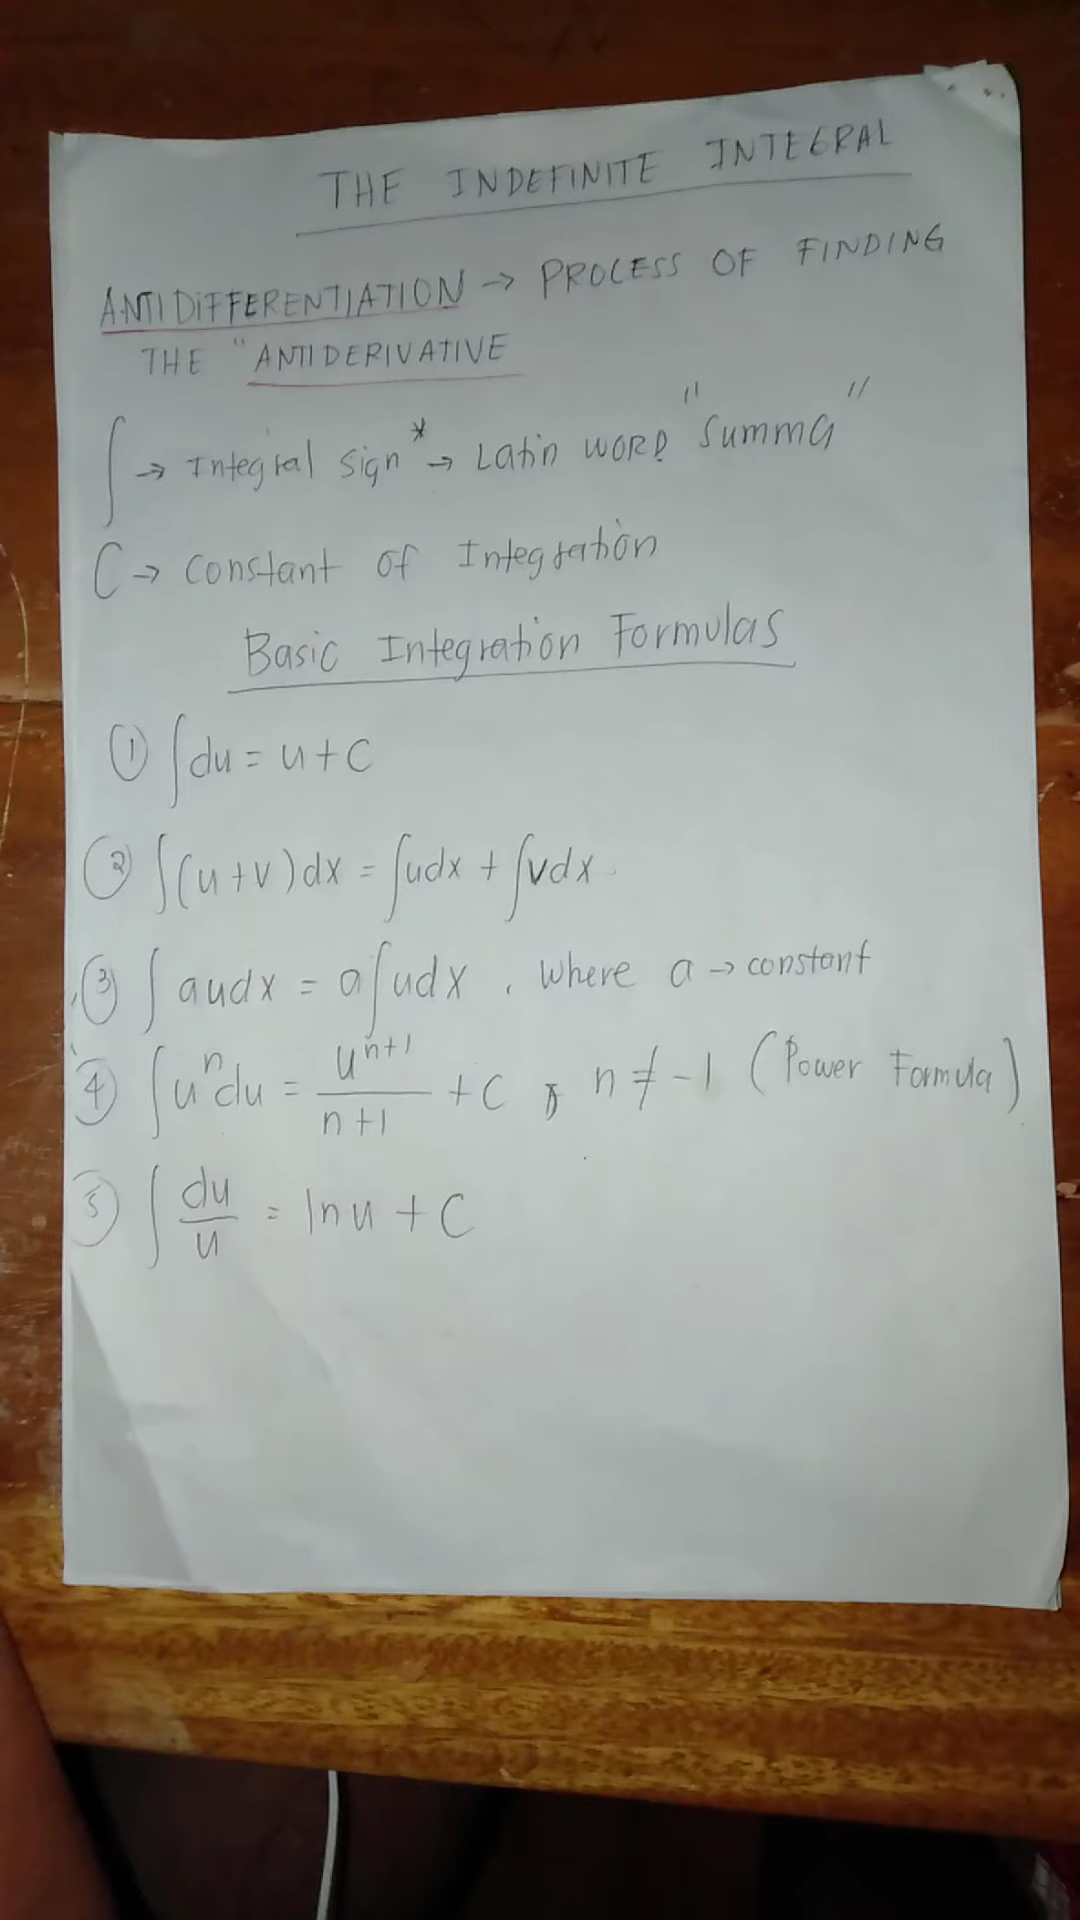 THE INDEFINITE INTEGRAL
ANTIDIFFERENTIATION → PROCESS OF FINDING
THE "ANTIDERIVATIVE
∫ → Integral sign* → Latin WORD "Summa"
C → constant of Integration
Basic Integration Formulas
① ∫du = u + C
② ∫(u+v)dx = ∫udx + ∫vdx
③ ∫audx = a∫udx, where a → constant
④ ∫uⁿdu = uⁿ⁺¹/n+1 + C, n ≠ -1 (Power Formula)
⑤ ∫du/u = ln u + C